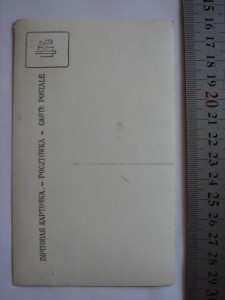 ПОЧТОВАЯ КАРТОЧКА. – POCZTÓWKA – CARTE POSTALE
15 16 17 18 19 20 21 22 23 24 25 26 27 28 29